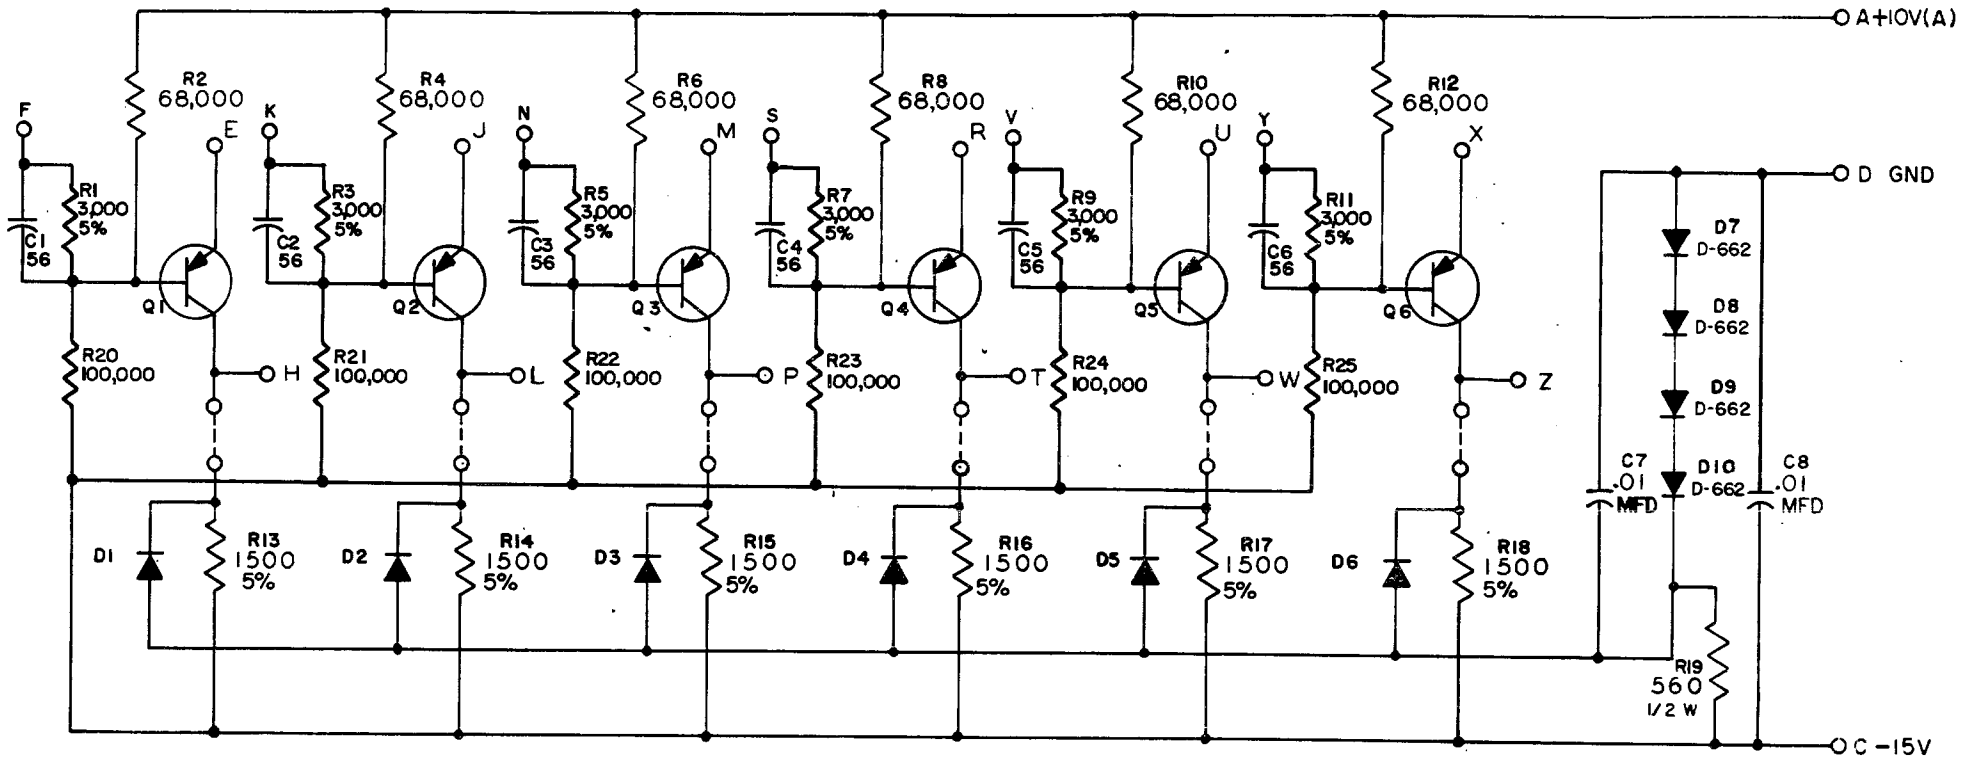 A+10V(A)
R2
68,000
R4
68,000
R6
68,000
R8
68,000
R10
68,000
R12
68,000
F
E
K
J
N
M
S
R
V
U
Y
X
D GND
R1
3,000
5%
C1
56
R3
3,000
5%
C2
56
R5
3,000
5%
C3
56
R7
3,000
5%
C4
56
R9
3,000
5%
C5
56
R11
3,000
5%
C6
56
D7
D-662
D8
D-662
D9
D-662
D10
D-662
Q1
Q2
Q3
Q4
Q5
Q6
R20
100,000
H
R21
100,000
L
R22
100,000
P
R23
100,000
T
R24
100,000
W
R25
100,000
Z
C7
.01
MFD
C8
.01
MFD
D1
R13
1500
5%
D2
R14
1500
5%
D3
R15
1500
5%
D4
R16
1500
5%
D5
R17
1500
5%
D6
R18
1500
5%
R19
560
1/2 W
C -15V